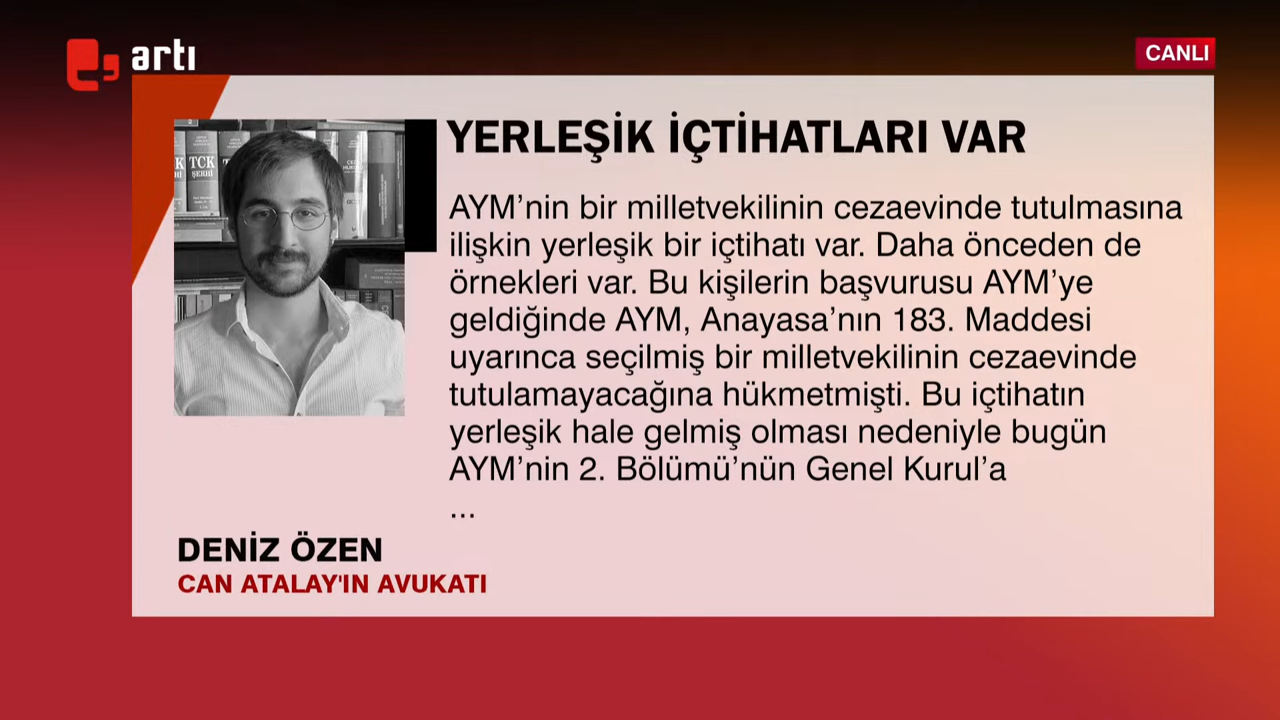 artı
CANLI
YERLEŞİK İÇTİHATLARI VAR
AYM’nin bir milletvekilinin cezaevinde tutulmasına
ilişkin yerleşik bir içtihatı var. Daha önceden de
örnekleri var. Bu kişilerin başvurusu AYM’ye
geldiğinde AYM, Anayasa’nın 183. Maddesi
uyarınca seçilmiş bir milletvekilinin cezaevinde
tutulamayacağına hükmetmişti. Bu içtihatın
yerleşik hale gelmiş olması nedeniyle bugün
AYM’nin 2. Bölümü’nün Genel Kurul’a
...
TCK
ŞERHİ
DENİZ ÖZEN
CAN ATALAY'IN AVUKATI